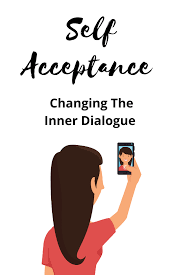 Self
Acceptance
Changing The
Inner Dialogue